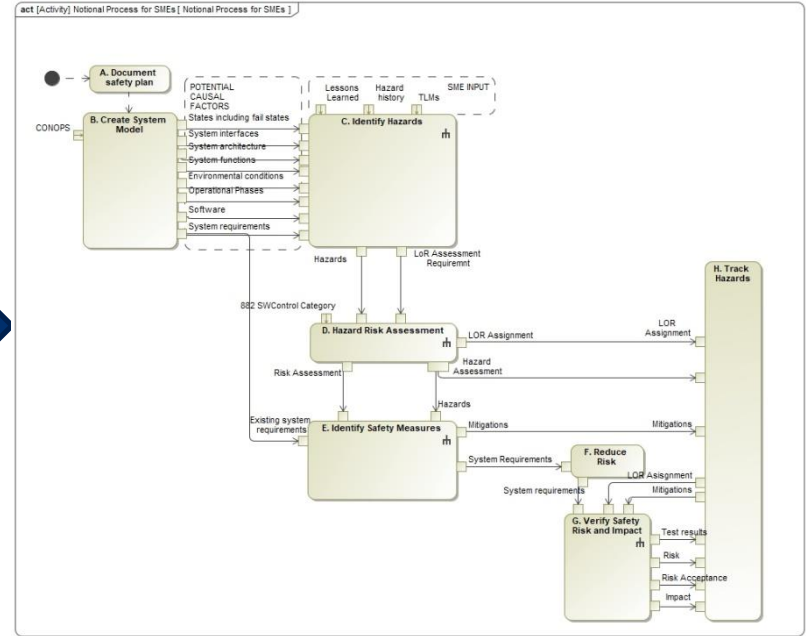 act [Activity] Notional Process for SMEs [ Notional Process for SMEs ]
A. Document
safety plan
POTENTIAL
CAUSAL
FACTORS
Lessons
Learned
Hazard
history
TLMs
SME INPUT
CONOPS
B. Create System
Model
States including fail states
System interfaces
System architecture
System functions
Environmental conditions
Operational Phases
Software
System requirements
C. Identify Hazards
Hazards
LoR Assessment
Requiremnt
H. Track
Hazards
882 SWControl Category
D. Hazard Risk Assessment
LOR Assignment
LOR
Assignment
Risk Assessment
Hazard
Assessment
Hazards
Existing system
requirements
E. Identify Safety Measures
Mitigations
Mitigations
System Requirements
F. Reduce
Risk
LOR Asisgnment
Mitigations
System requirements
G. Verify Safety
Risk and Impact
Test results
Risk
Risk Acceptance
Impact